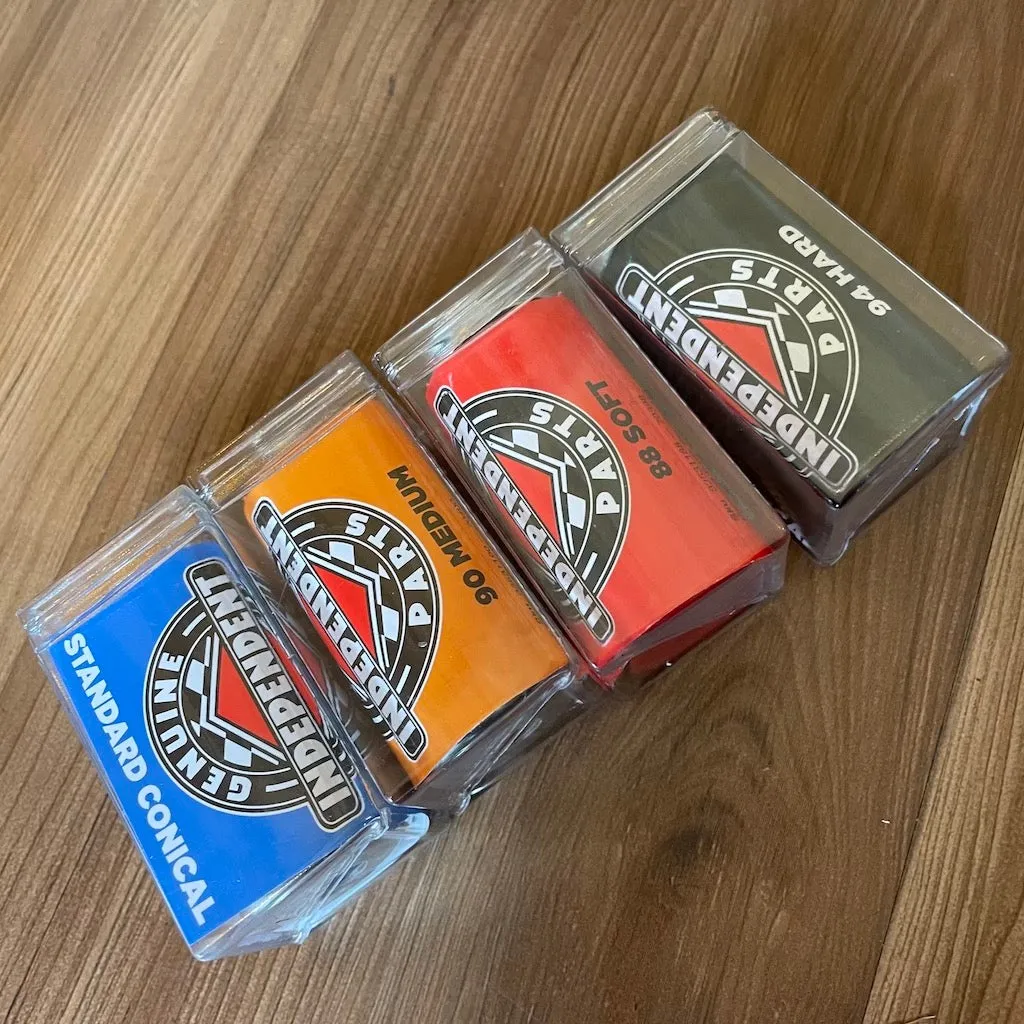 GENUINE
INDEPENDENT
STANDARD CONICAL
INDEPENDENT
PARTS
90 MEDIUM
INDEPENDENT
PARTS
88 SOFT
INDEPENDENT
PARTS
94 HARD